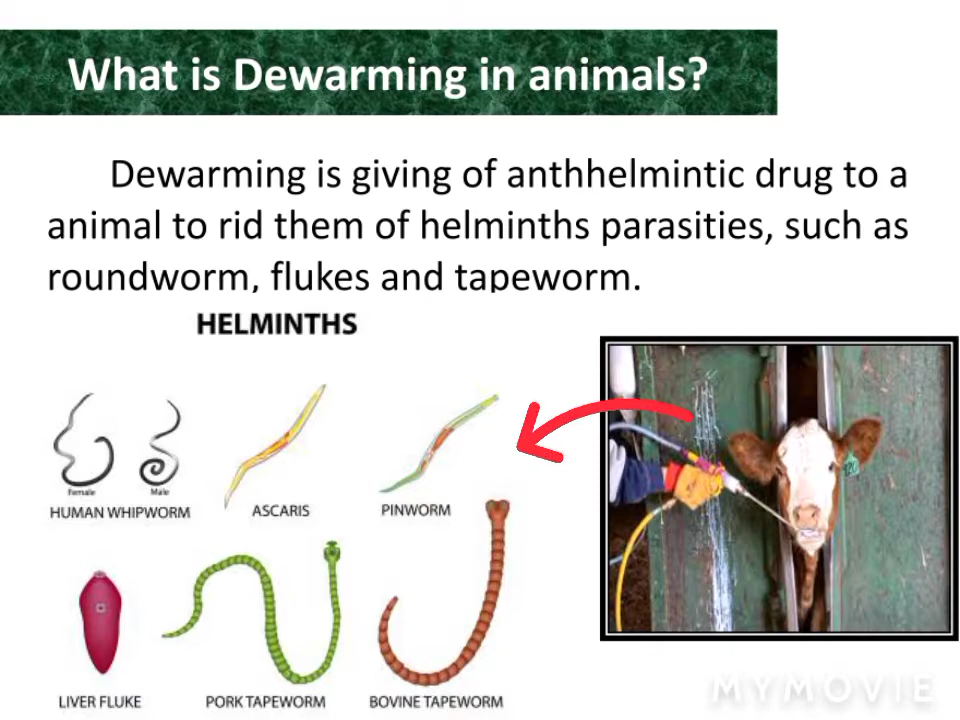 What is Dewarming in animals?
Dewarming is giving of anthhelmintic drug to a
animal to rid them of helminths parasities, such as
roundworm, flukes and tapeworm.
HELMINTHS
Female Male
HUMAN WHIPWORM ASCARIS PINWORM
LIVER FLUKE PORK TAPEWORM BOVINE TAPEWORM
MYMOVIE